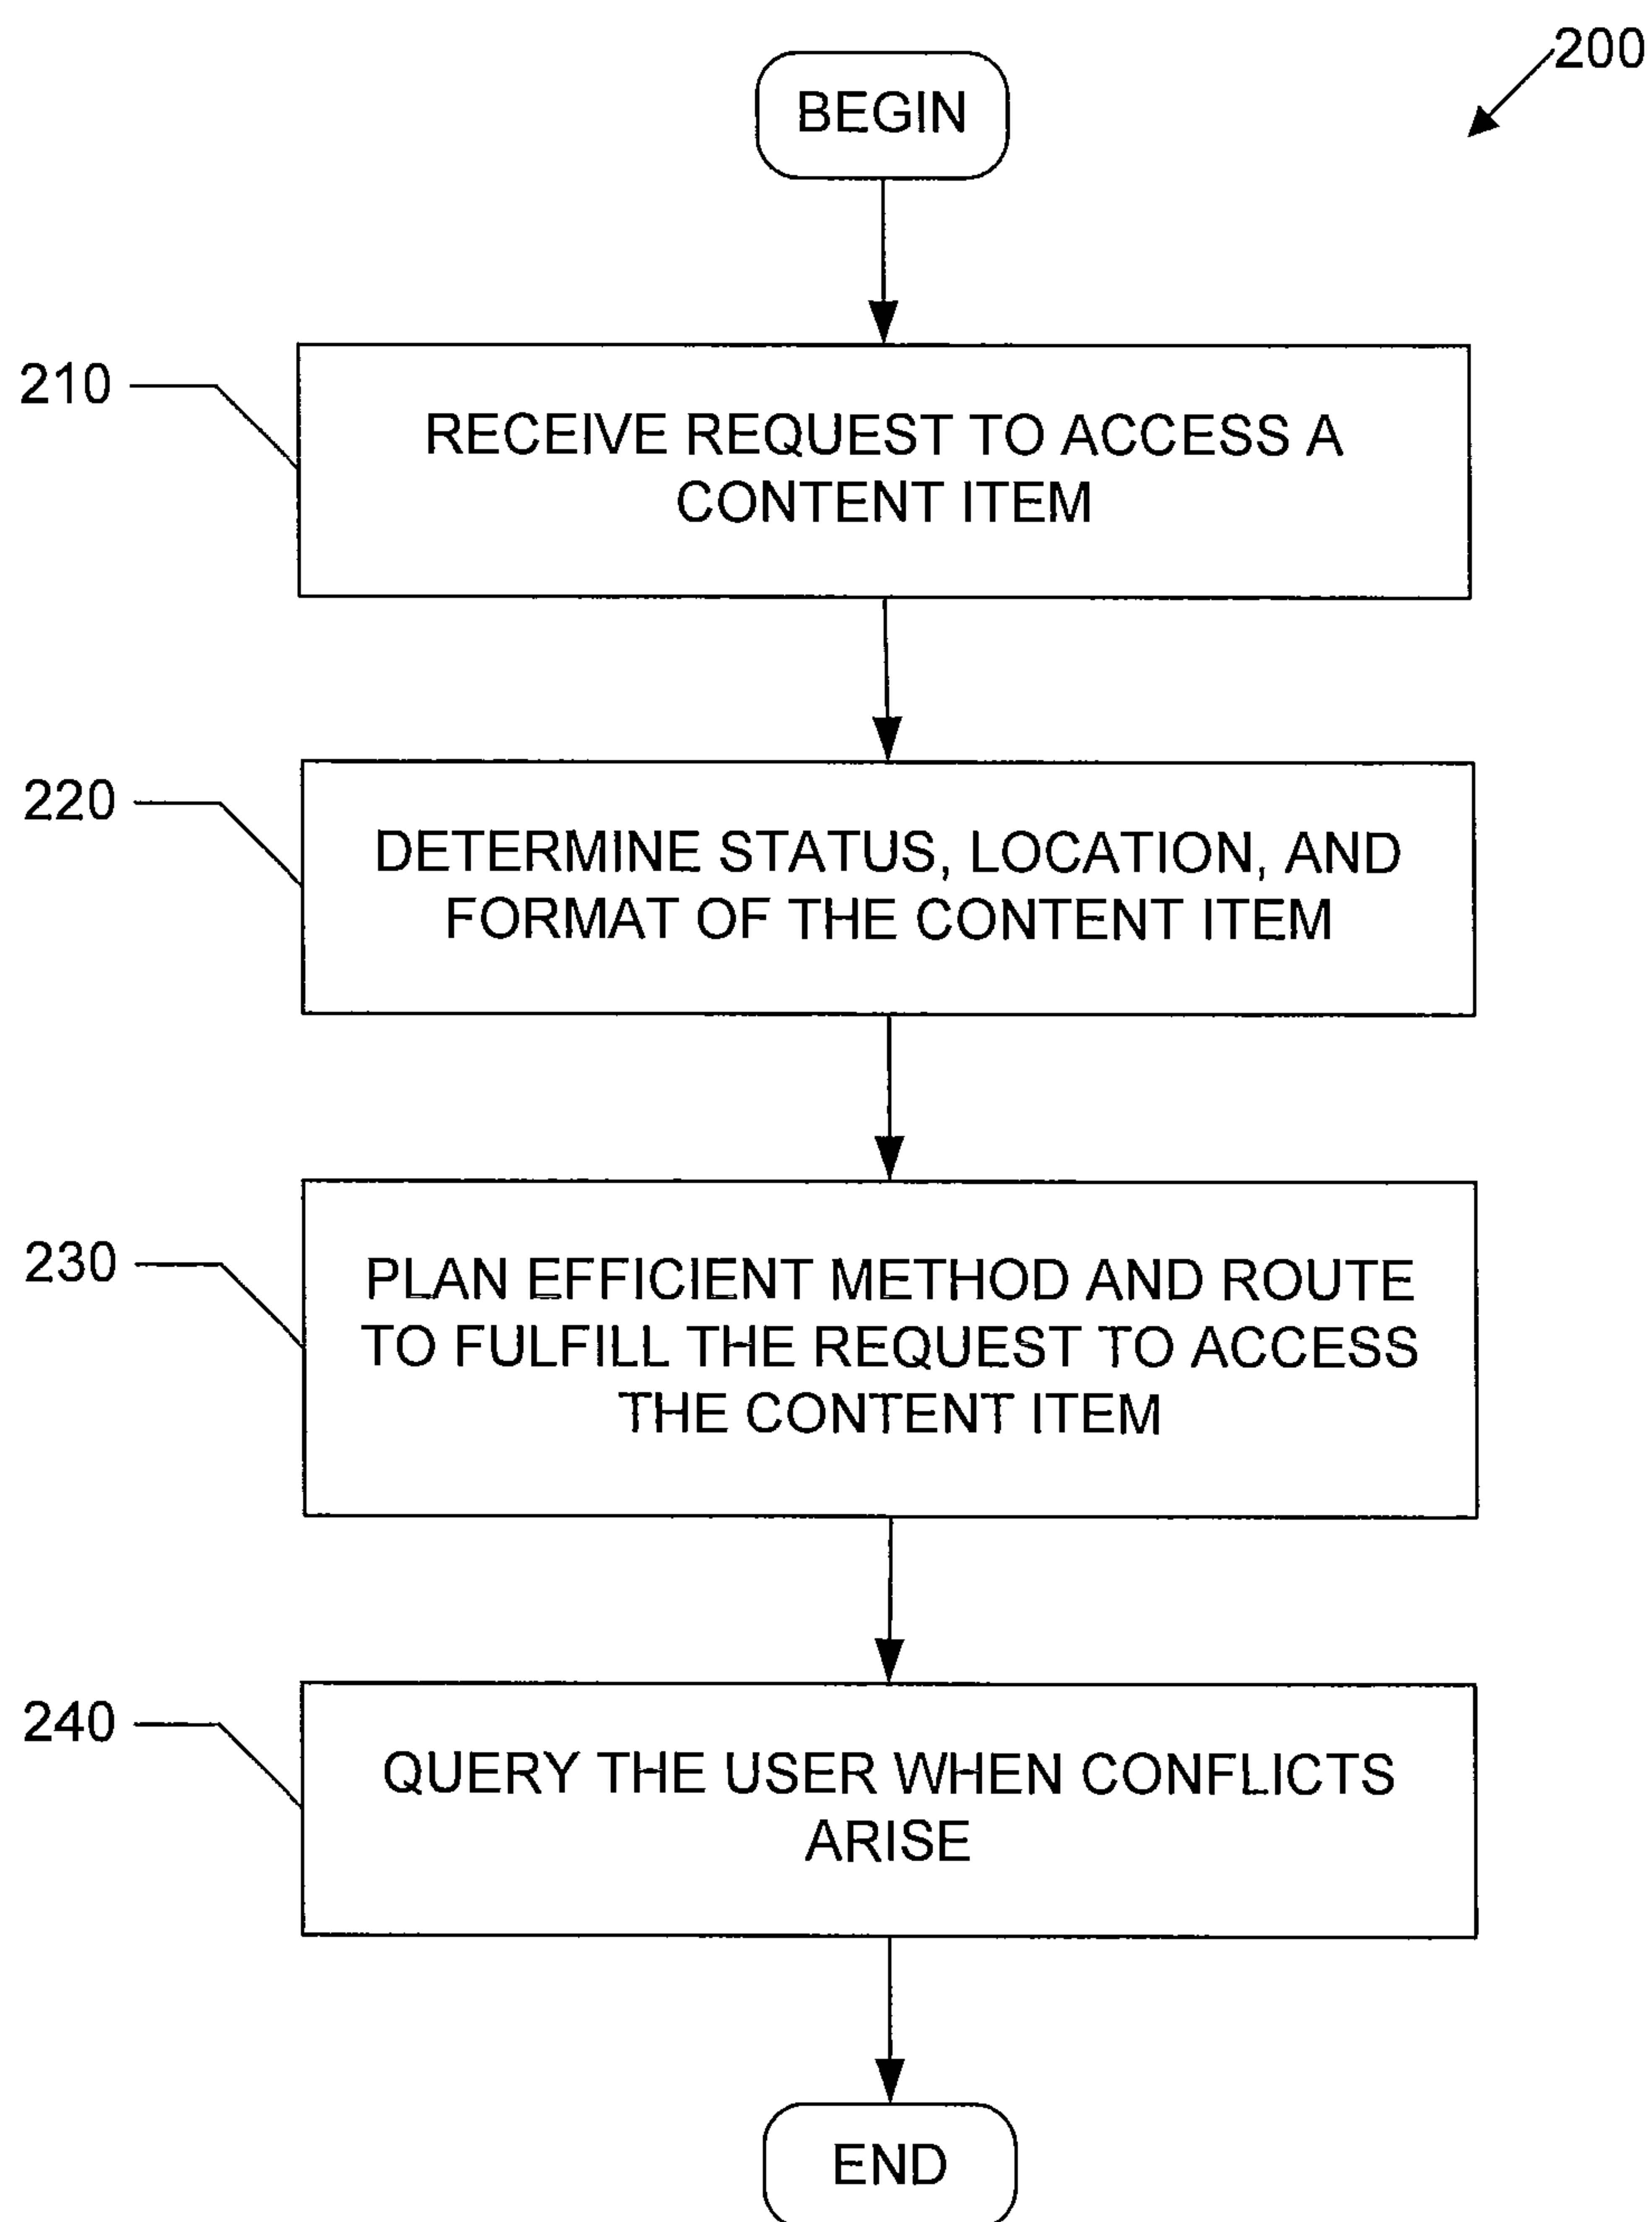 200
BEGIN
210
RECEIVE REQUEST TO ACCESS A
CONTENT ITEM
220
DETERMINE STATUS, LOCATION, AND
FORMAT OF THE CONTENT ITEM
230
PLAN EFFICIENT METHOD AND ROUTE
TO FULFILL THE REQUEST TO ACCESS
THE CONTENT ITEM
240
QUERY THE USER WHEN CONFLICTS
ARISE
END